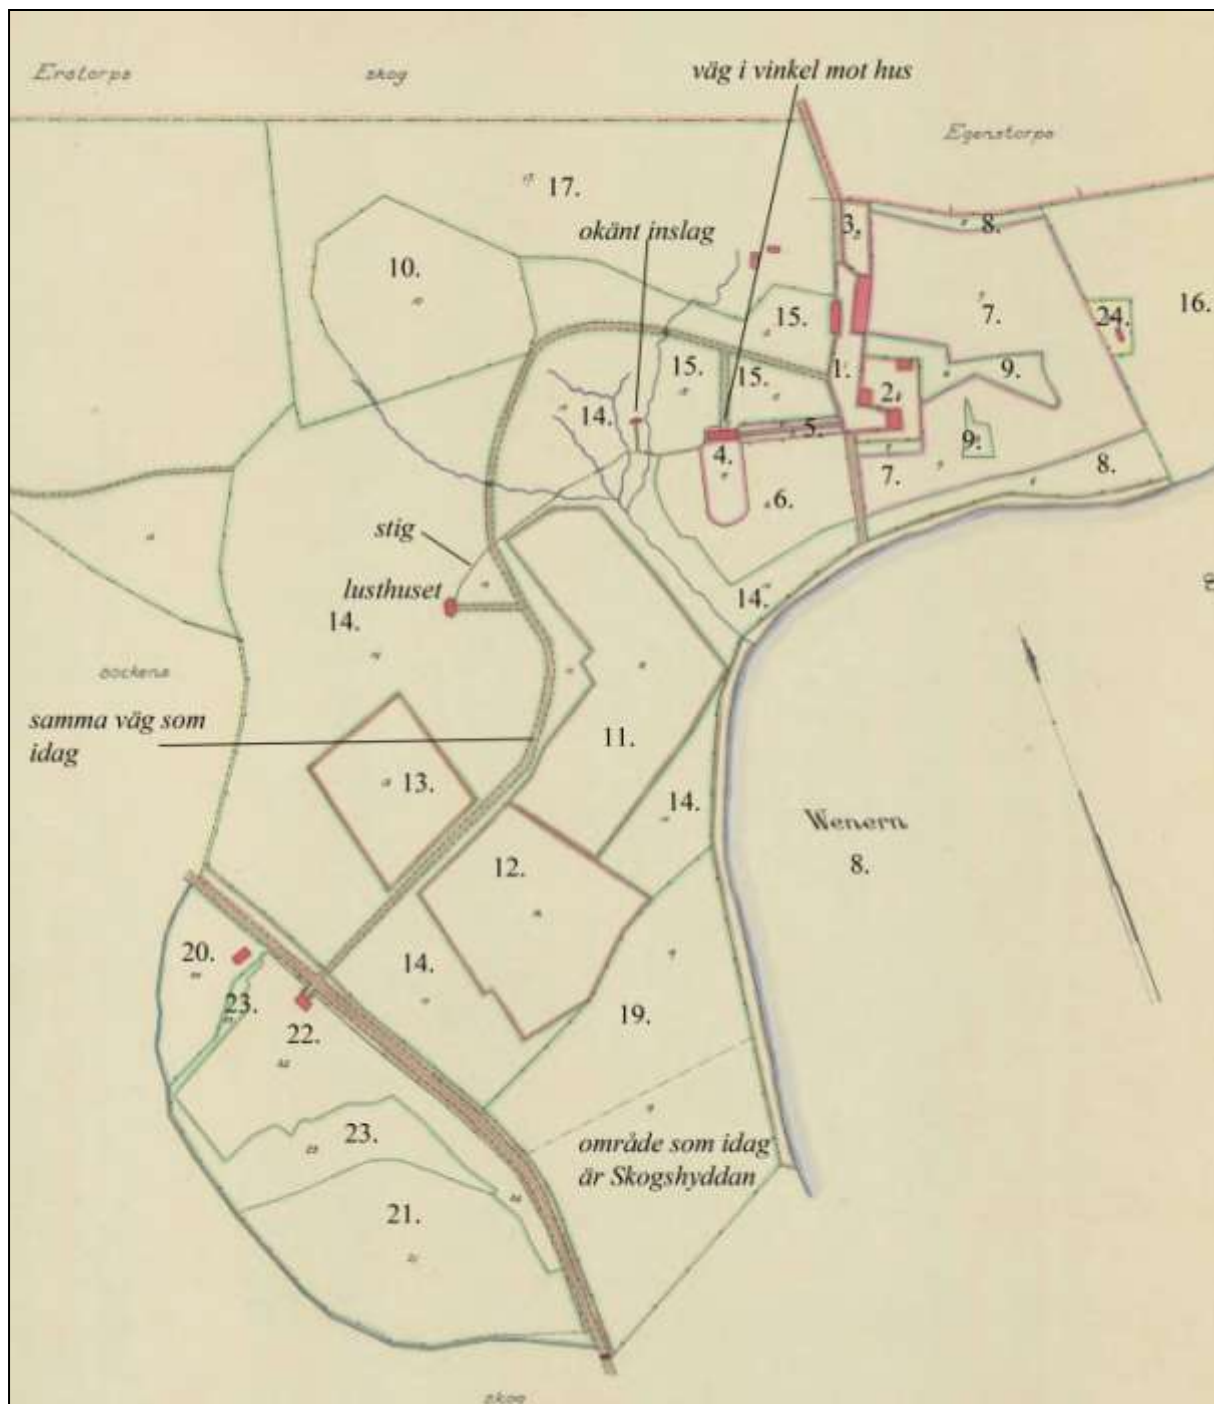 väg i vinkel mot hus
Erstorps skog
Egenstorps
17.
okänt inslag
3.
8.
10.
15.
7.
24.
16.
15.
15.
1.
9.
14.
2.
5.
9.
4.
7.
8.
6.
stig
lusthuset
14.
14.
sockens
samma väg som
idag
11.
13.
14.
Wenern
12.
8.
20.
14.
23.
22.
19.
23.
område som idag
är Skogshyddan
21.
skog